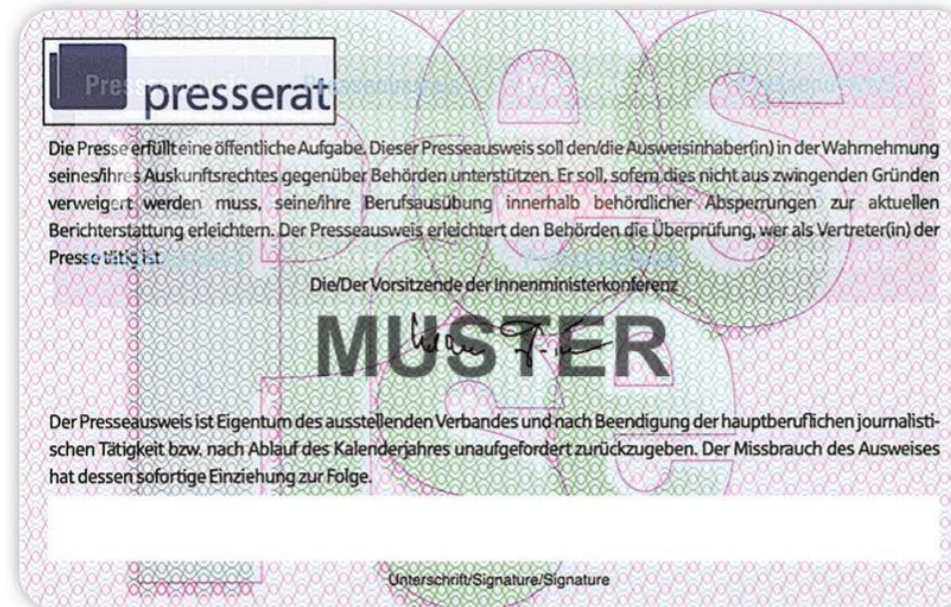 Presseausweis Presseausweis Pr Presseausweis
presserat
Die Presse erfüllt eine öffentliche Aufgabe. Dieser Presseausweis soll den/die Ausweisinhaber(in) in der Wahrnehmung
seines/ihres Auskunftsrechtes gegenüber Behörden unterstützen. Er soll, sofern dies nicht aus zwingenden Gründen
verweigert werden muss, seine/ihre Berufsausübung innerhalb behördlicher Absperrungen zur aktuellen
Berichterstattung erleichtern. Der Presseausweis erleichtert den Behörden die Überprüfung, wer als Vertreter(in) der
Presse tätig ist.
Die/Der Vorsitzende der Innenministerkonferenz
MUSTER
Der Presseausweis ist Eigentum des ausstellenden Verbandes und nach Beendigung der hauptberuflichen journalisti-
schen Tätigkeit bzw. nach Ablauf des Kalenderjahres unaufgefordert zurückzugeben. Der Missbrauch des Ausweises
hat dessen sofortige Einziehung zur Folge.
Unterschrift/Signature/Signature